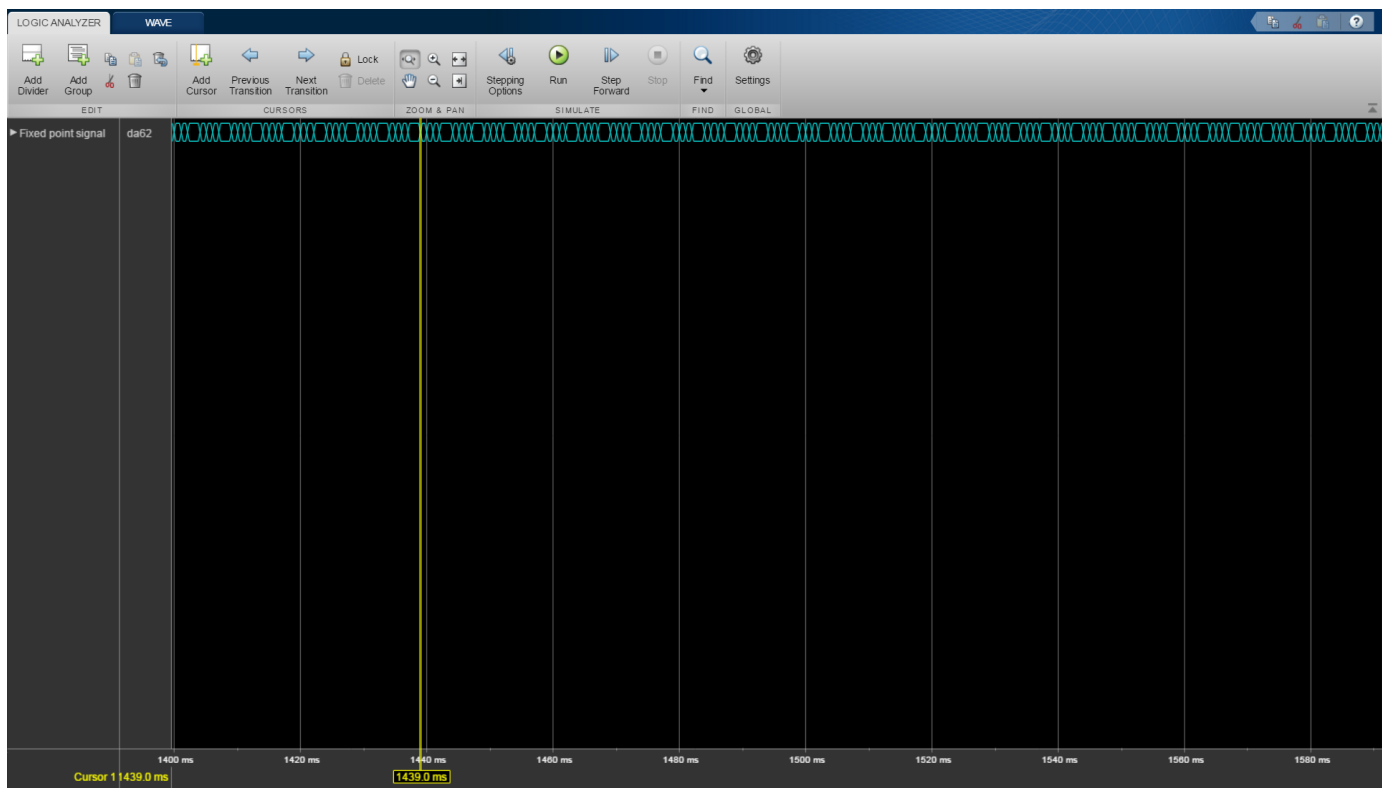 LOGIC ANALYZER WAVE
?
Add Divider
Add Group
Add Cursor
Previous Transition
Next Transition
Lock
Delete
Stepping Options
Run
Step Forward
Stop
Find
Settings
EDIT CURSORS ZOOM & PAN SIMULATE FIND GLOBAL
Fixed point signal da62
1400 ms 1420 ms 1440 ms 1460 ms 1480 ms 1500 ms 1520 ms 1540 ms 1560 ms 1580 ms
Cursor 1 1439.0 ms 1439.0 ms